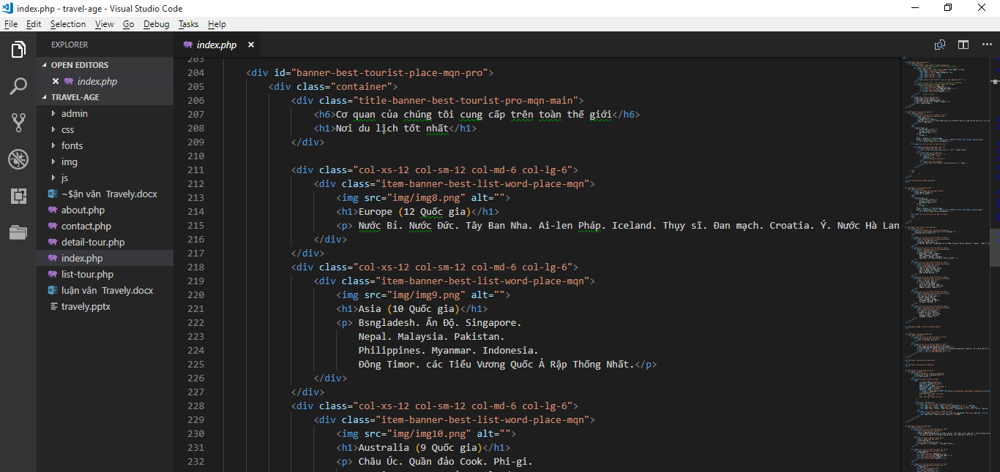 index.php - travel-age - Visual Studio Code
File Edit Selection View Go Debug Tasks Help
EXPLORER
OPEN EDITORS
index.php
TRAVEL-AGE
admin
css
fonts
img
js
~$ận văn  Travely.docx
about.php
contact.php
detail-tour.php
index.php
list-tour.php
luận văn  Travely.docx
travely.pptx
index.php
203
204 <div id="banner-best-tourist-place-mqn-pro">
205 <div class="container">
206 <div class="title-banner-best-tourist-pro-mqn-main">
207 <h6>Cơ quan của chúng tôi cung cấp trên toàn thế giới</h6>
208 <h1>Nơi du lịch tốt nhất</h1>
209 </div>
210
211 <div class="col-xs-12 col-sm-12 col-md-6 col-lg-6">
212 <div class="item-banner-best-list-word-place-mqn">
213 <img src="img/img8.png" alt="">
214 <h1>Europe (12 Quốc gia)</h1>
215 <p> Nước Bỉ. Nước Đức. Tây Ban Nha. Ai-len Pháp. Iceland. Thụy sĩ. Đan mạch. Croatia. Ý. Nước Hà Lan.
216 </div>
217 </div>
218 <div class="col-xs-12 col-sm-12 col-md-6 col-lg-6">
219 <div class="item-banner-best-list-word-place-mqn">
220 <img src="img/img9.png" alt="">
221 <h1>Asia (10 Quốc gia)</h1>
222 <p> Bsngladesh. Ấn Độ. Singapore.
223 Nepal. Malaysia. Pakistan.
224 Philippines. Myanmar. Indonesia.
225 Đông Timor. các Tiểu Vương Quốc Ả Rập Thống Nhất.</p>
226 </div>
227 </div>
228 <div class="col-xs-12 col-sm-12 col-md-6 col-lg-6">
229 <div class="item-banner-best-list-word-place-mqn">
230 <img src="img/img10.png" alt="">
231 <h1>Australia (9 Quốc gia)</h1>
232 <p> Châu Úc. Quần đảo Cook. Phi-gi.